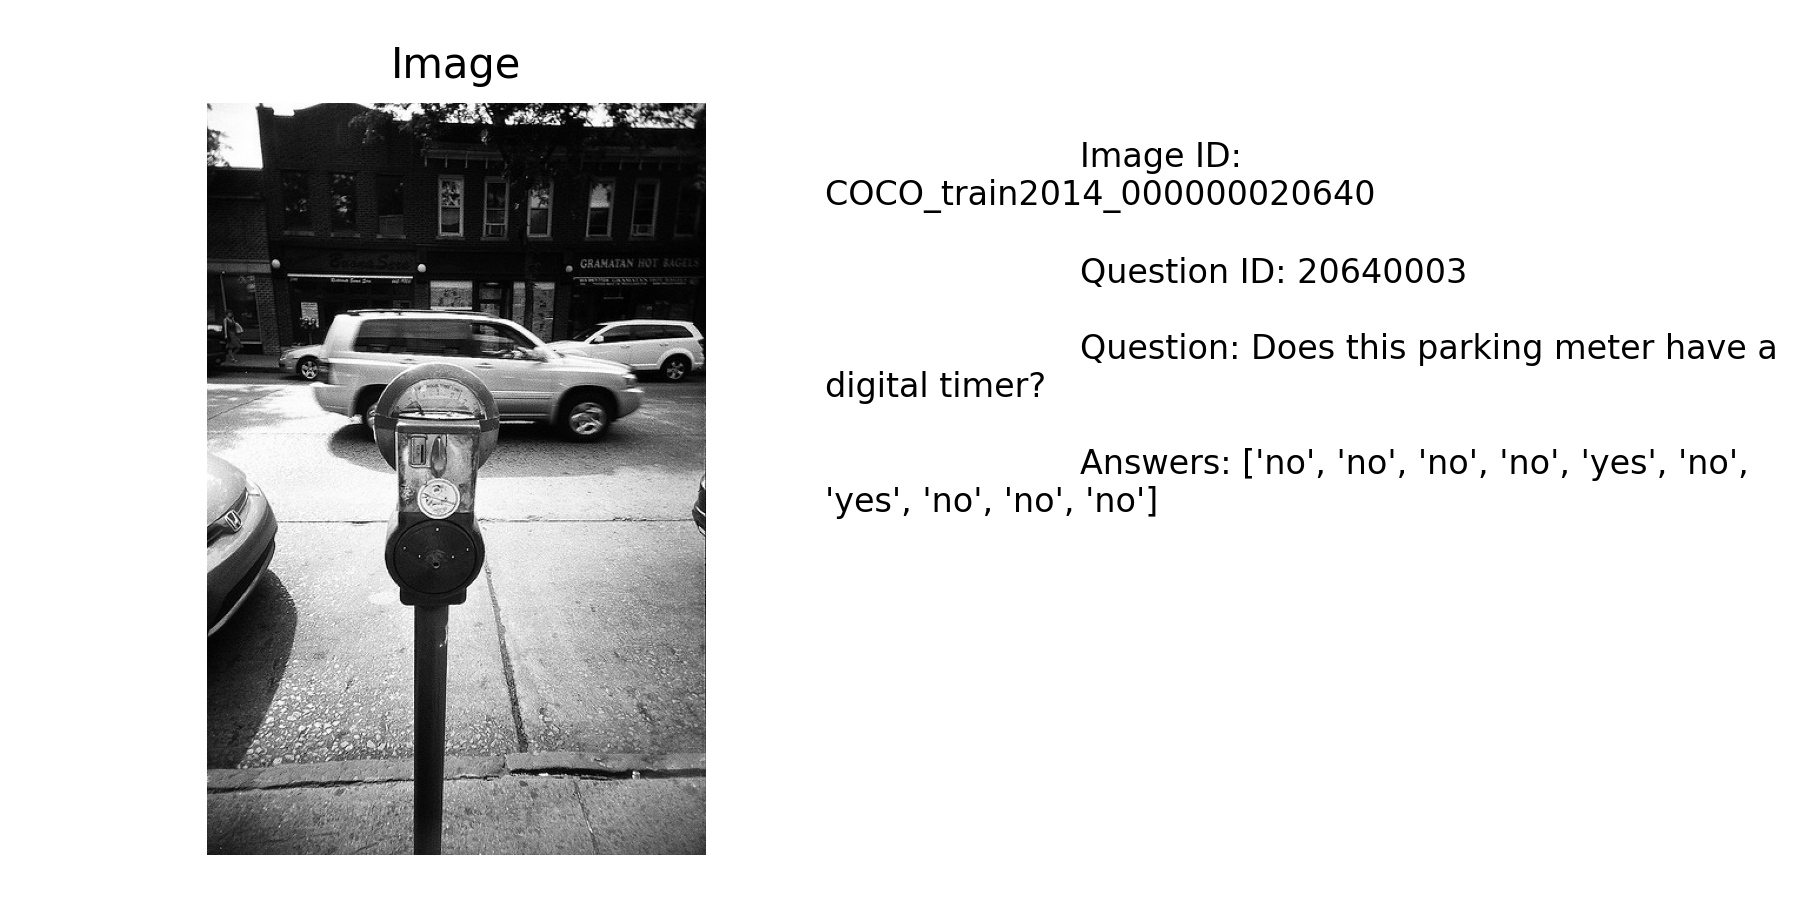 Image
GRAMATAN HOT BAGELS
Image ID:
COCO_train2014_000000020640
Question ID: 20640003
Question: Does this parking meter have a
digital timer?
Answers: ['no', 'no', 'no', 'no', 'yes', 'no',
'yes', 'no', 'no', 'no']